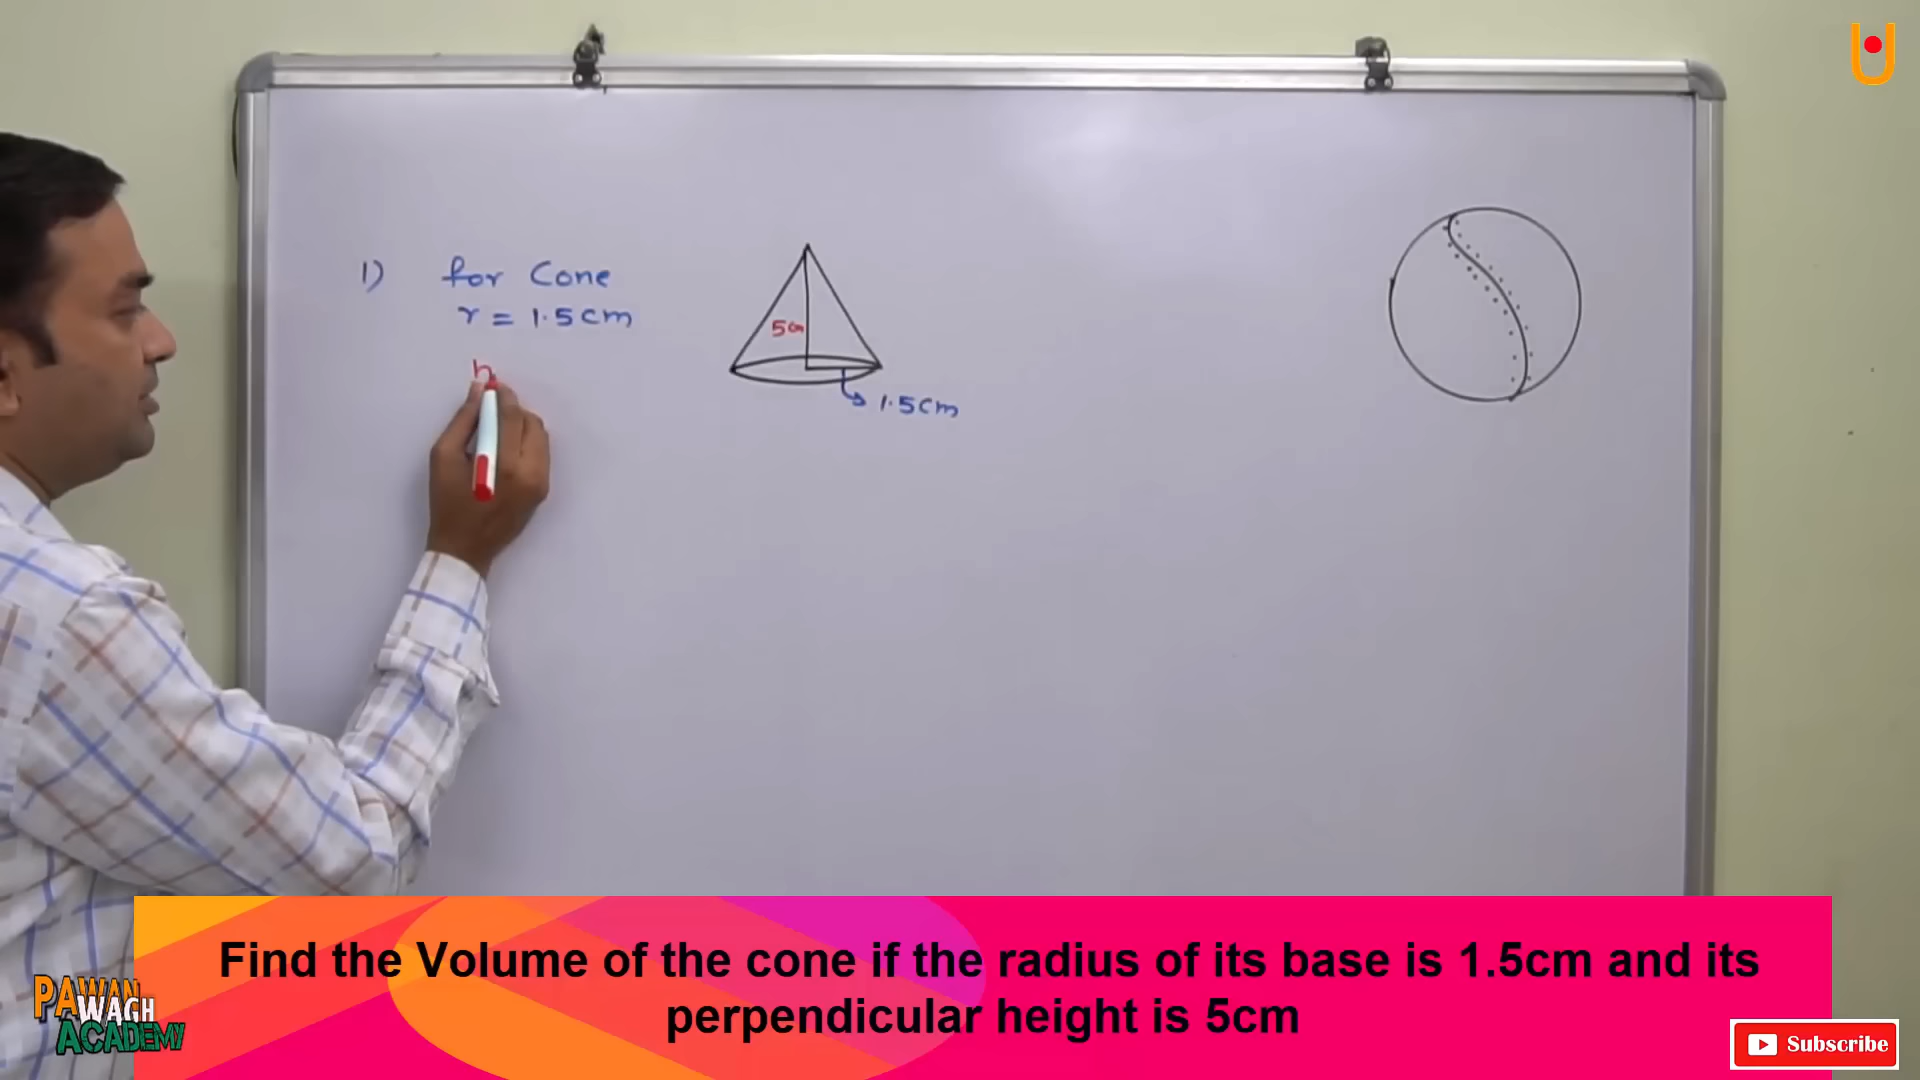 1) for Cone
r = 1.5cm
h
5cm
1.5cm
Find the Volume of the cone if the radius of its base is 1.5cm and its
perpendicular height is 5cm
PAWAN
WAGH
ACADEMY
Subscribe